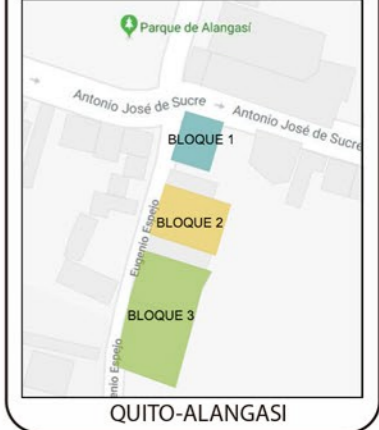 Parque de Alangasí
Antonio José de Sucre
Antonio José de Sucre
BLOQUE 1
Eugenio Espejo
BLOQUE 2
BLOQUE 3
enio Espejo
QUITO-ALANGASI